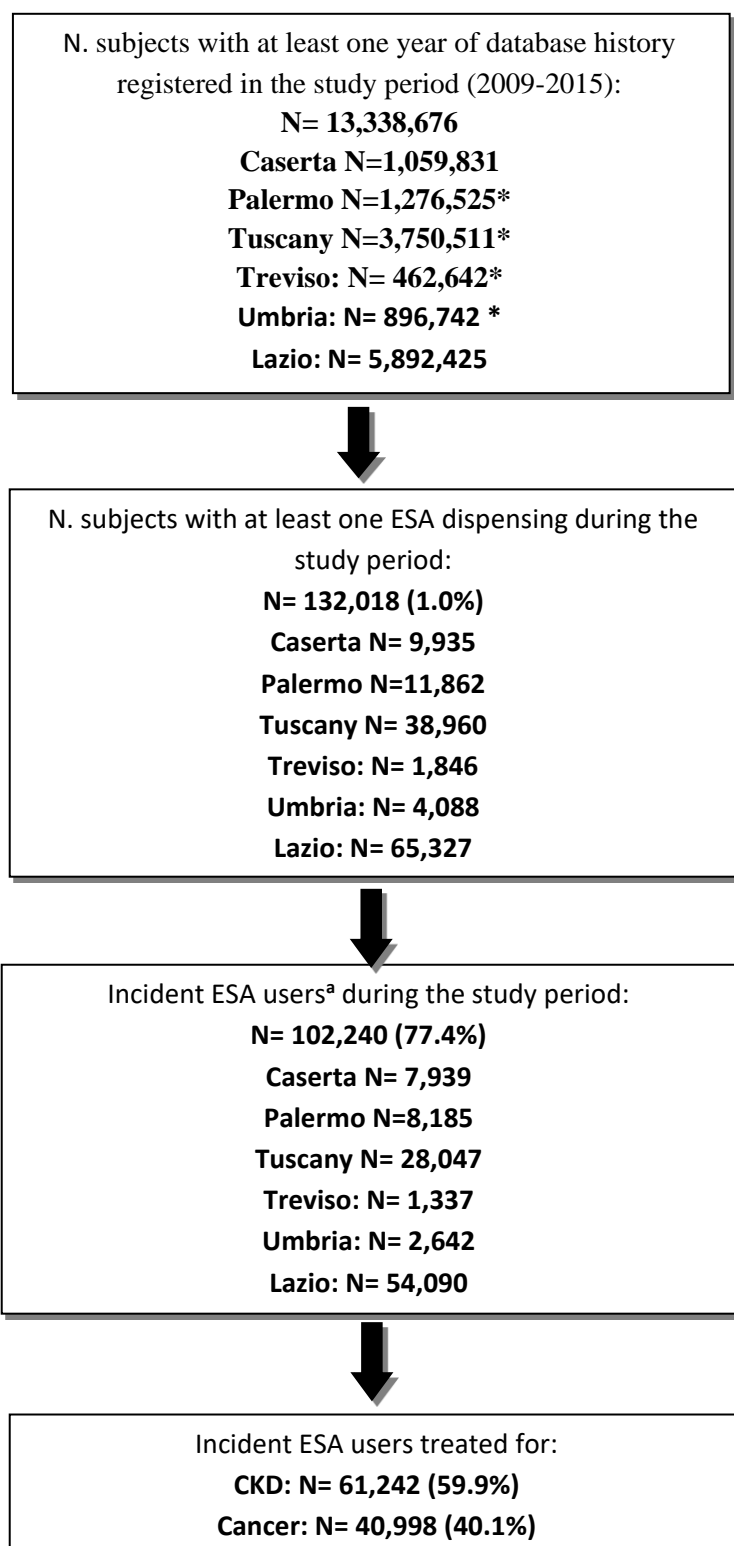 N. subjects with at least one year of database history
registered in the study period (2009-2015):
N= 13,338,676
Caserta N=1,059,831
Palermo N=1,276,525*
Tuscany N=3,750,511*
Treviso: N= 462,642*
Umbria: N= 896,742 *
Lazio: N= 5,892,425
N. subjects with at least one ESA dispensing during the
study period:
N= 132,018 (1.0%)
Caserta N= 9,935
Palermo N=11,862
Tuscany N= 38,960
Treviso: N= 1,846
Umbria: N= 4,088
Lazio: N= 65,327
Incident ESA usersᵃ during the study period:
N= 102,240 (77.4%)
Caserta N= 7,939
Palermo N=8,185
Tuscany N= 28,047
Treviso: N= 1,337
Umbria: N= 2,642
Lazio: N= 54,090
Incident ESA users treated for:
CKD: N= 61,242 (59.9%)
Cancer: N= 40,998 (40.1%)